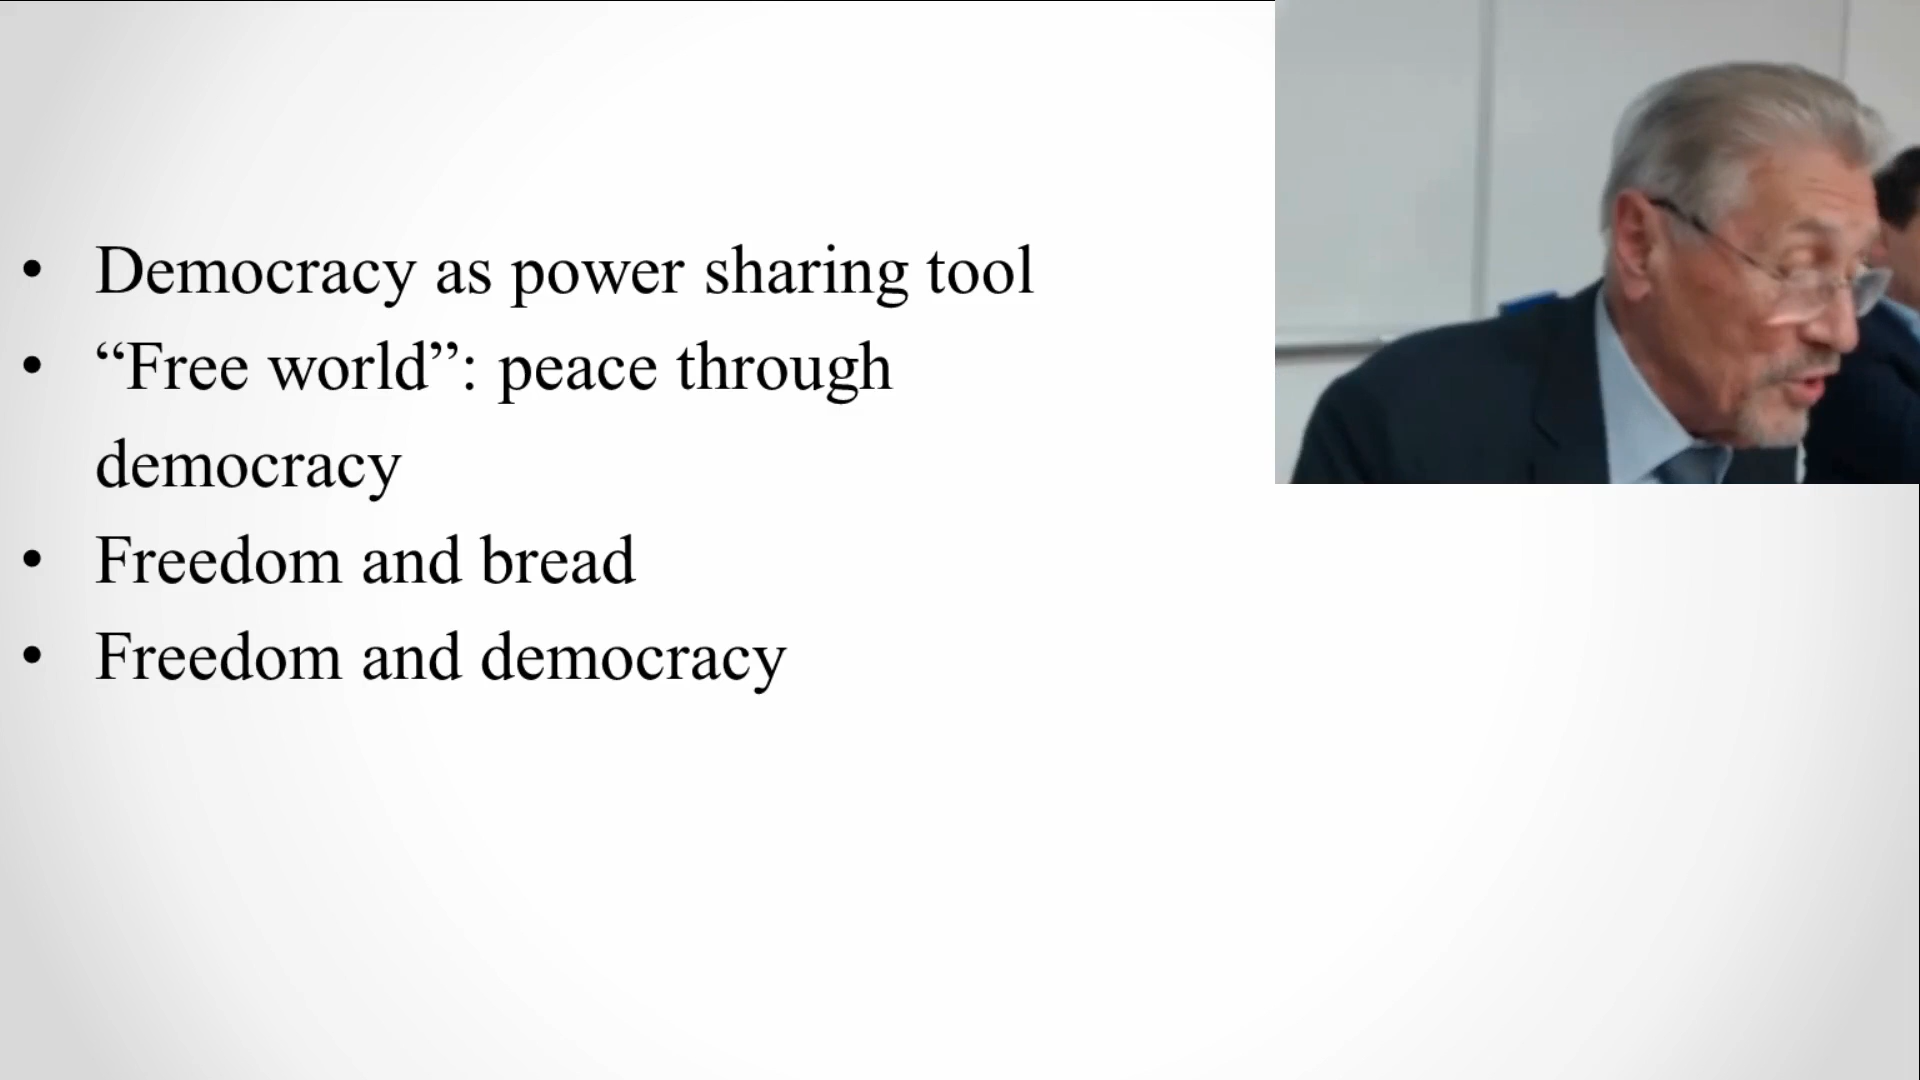 • Democracy as power sharing tool
• “Free world”: peace through
democracy
• Freedom and bread
• Freedom and democracy